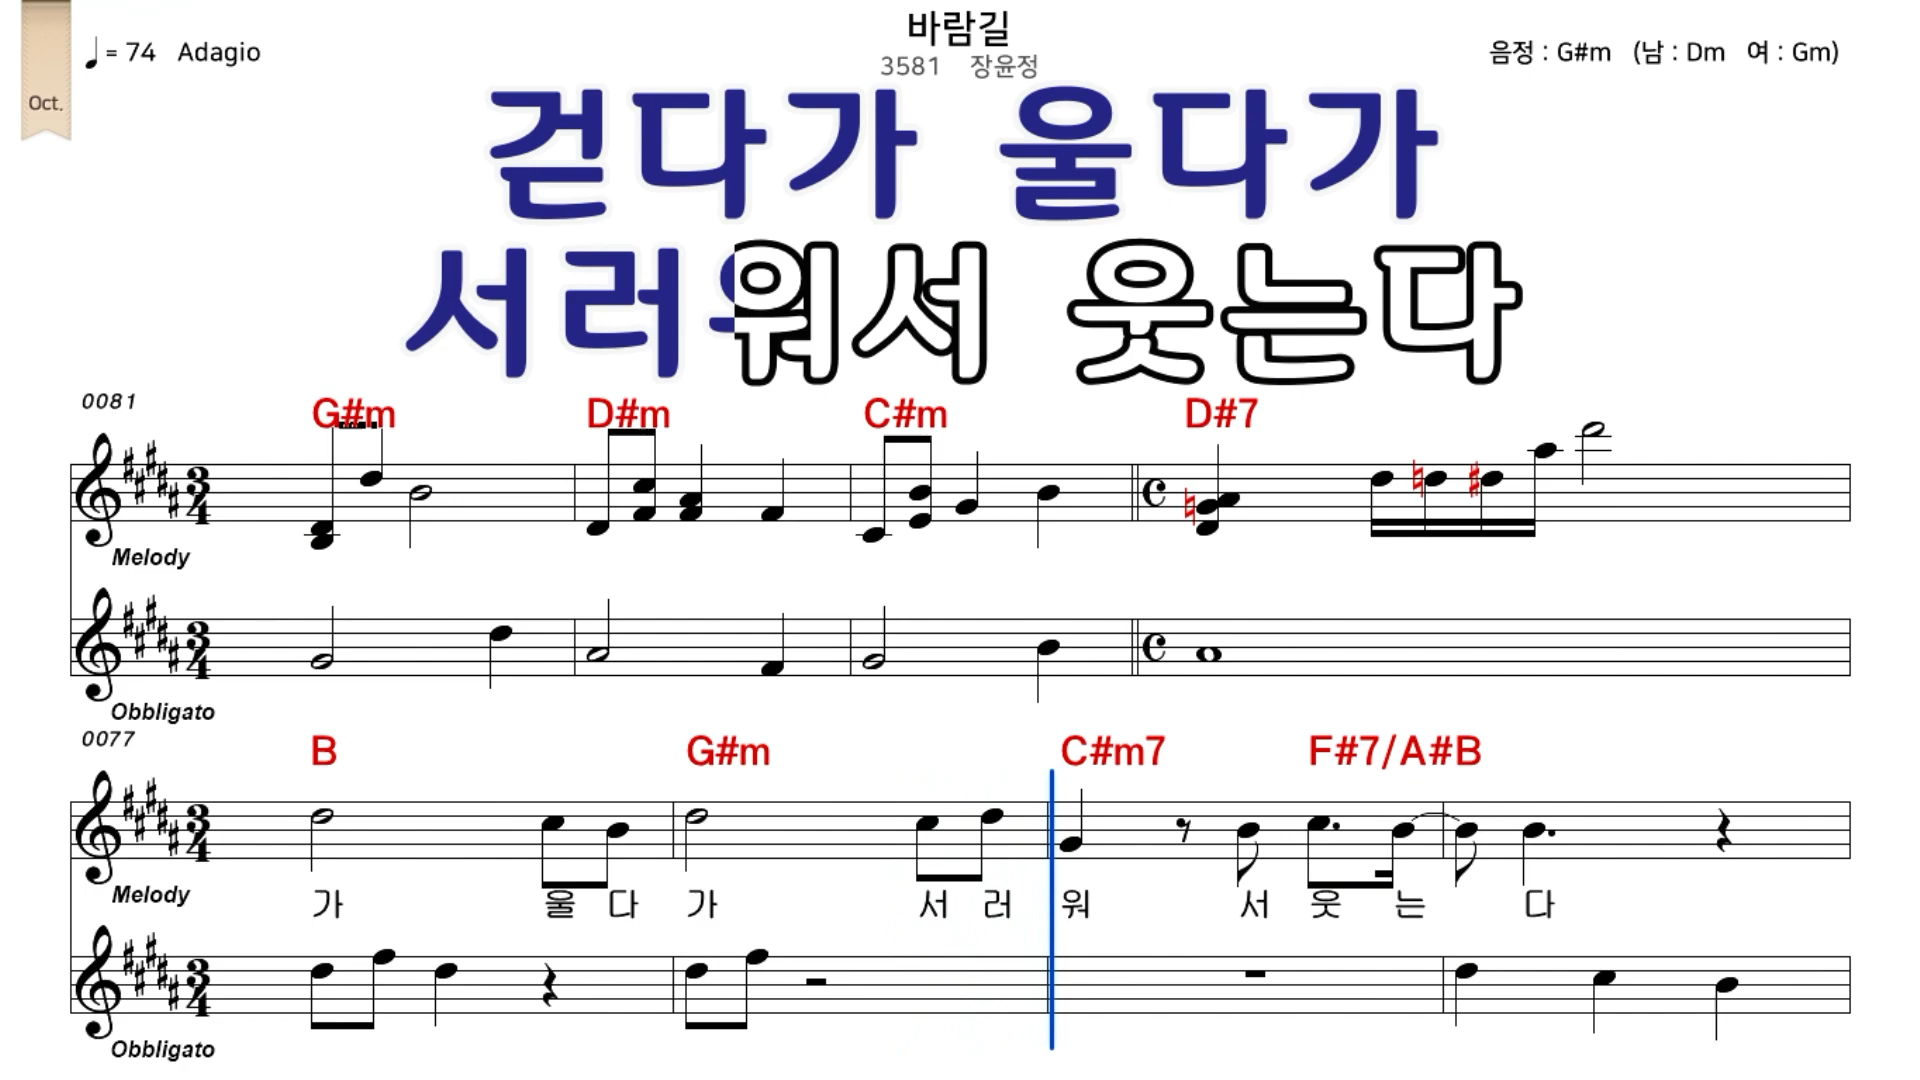 바람길
♩= 74 Adagio
3581 장윤정
음정 : G#m (남 : Dm 여 : Gm)
Oct.
걷다가 울다가
서러워서 웃는다
0081
G#m D#m C#m D#7
Melody
Obbligato
0077
B G#m C#m7 F#7/A# B
Melody
가 울 다 가 서 러 워 서 웃 는 다
Obbligato